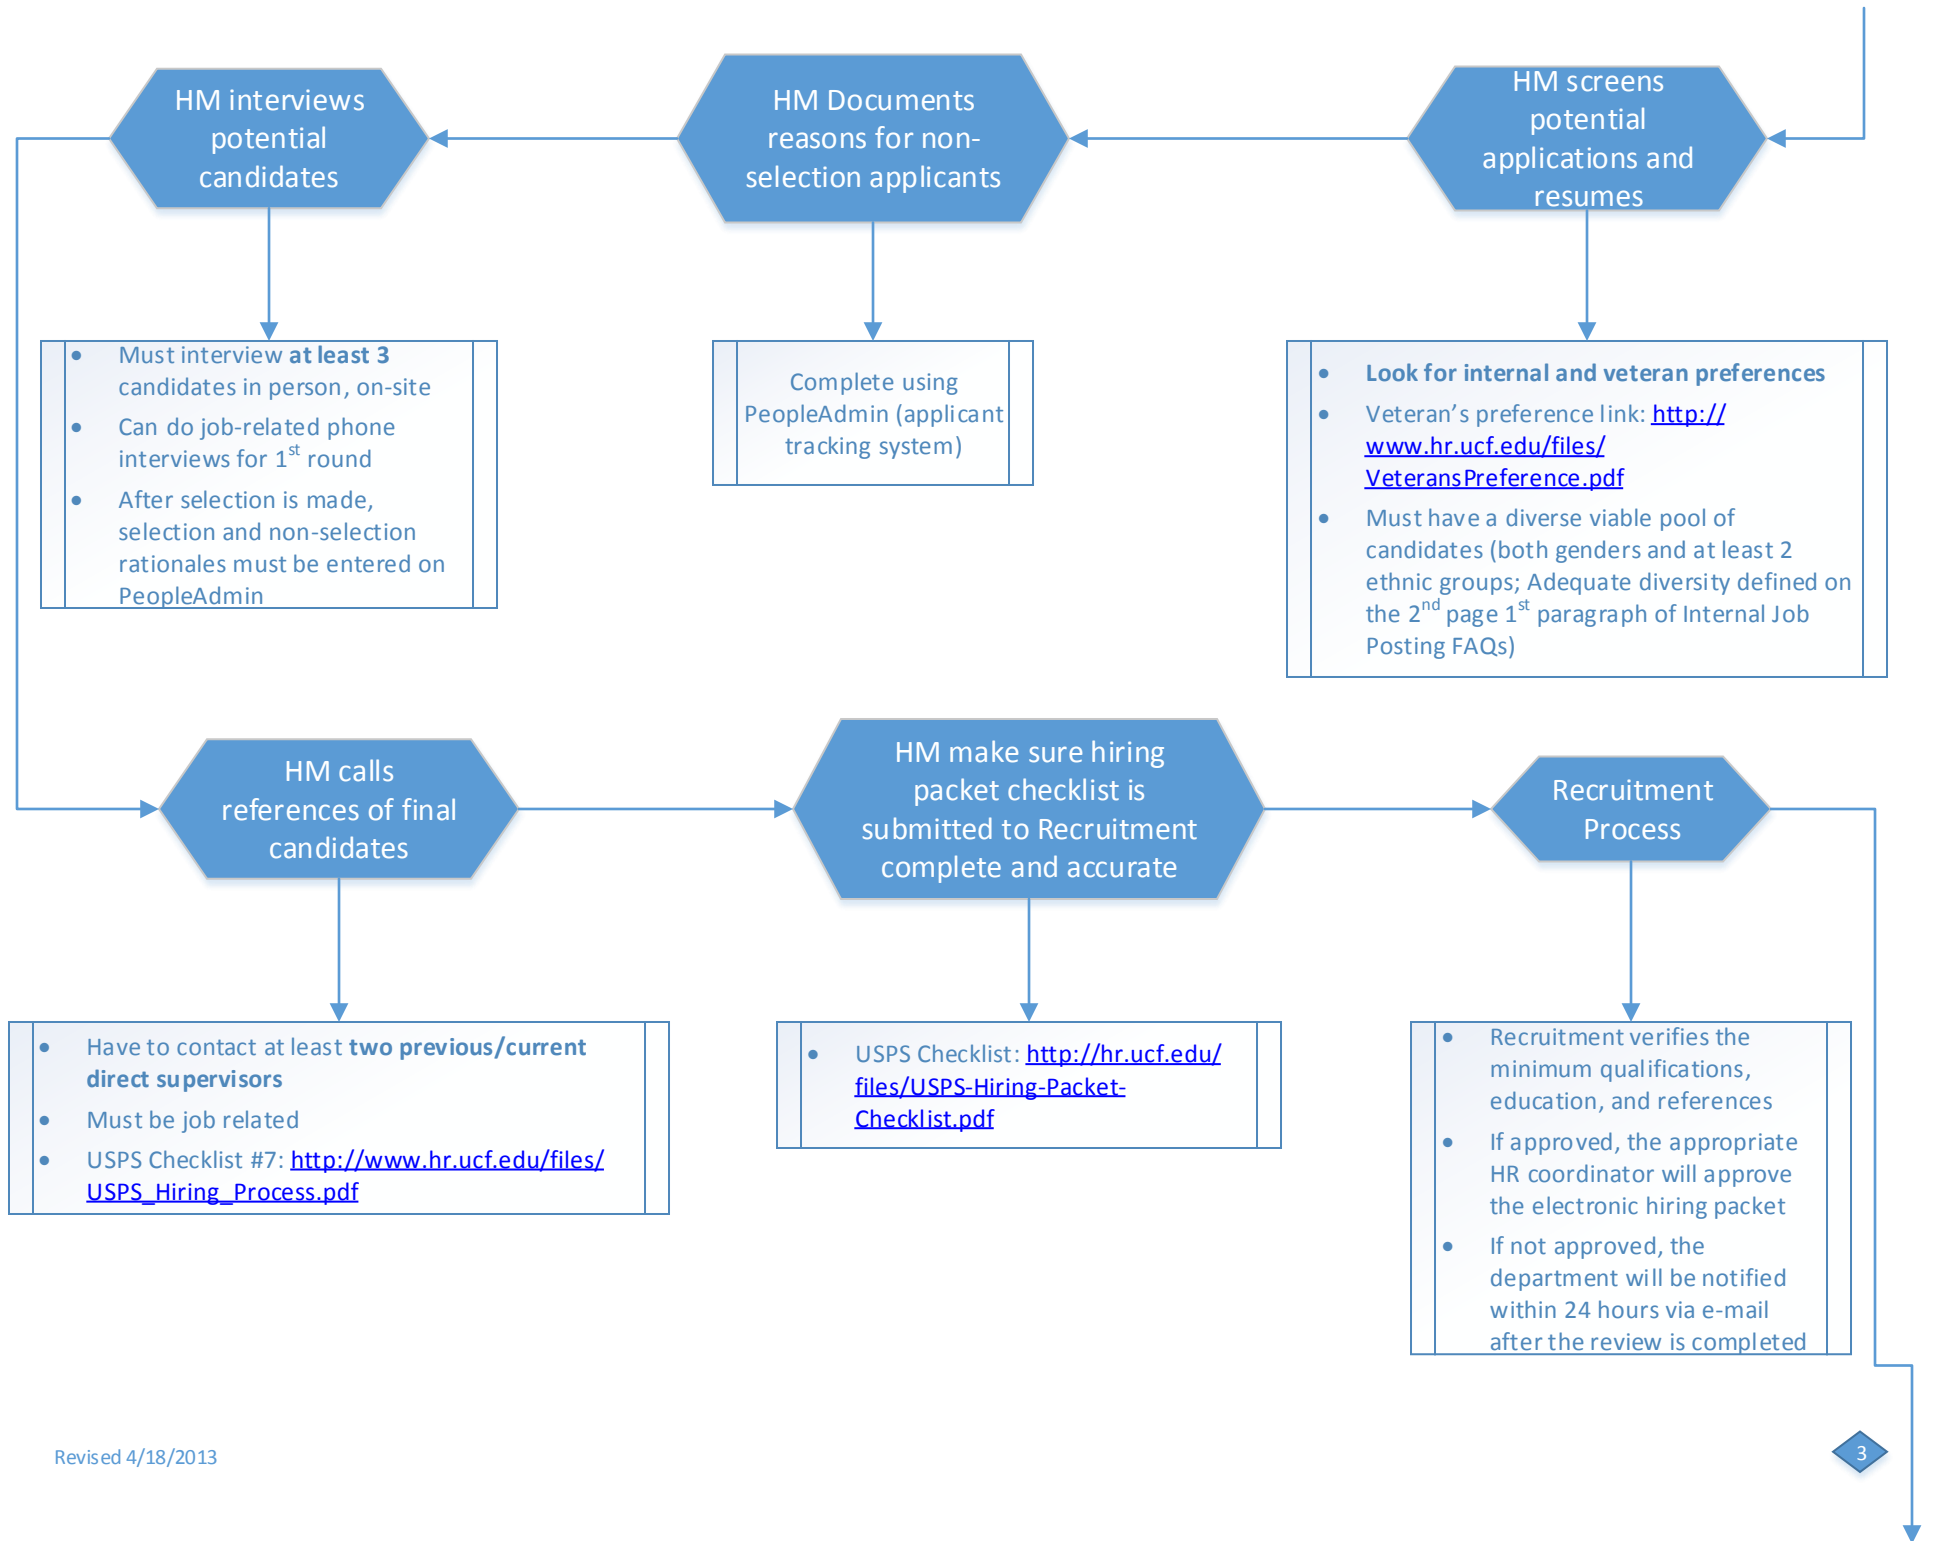 HM interviews
potential
candidates
HM Documents
reasons for non-
selection applicants
HM screens
potential
applications and
resumes
• Must interview at least 3
candidates in person, on-site
• Can do job-related phone
interviews for 1st round
• After selection is made,
selection and non-selection
rationales must be entered on
PeopleAdmin
Complete using
PeopleAdmin (applicant
tracking system)
• Look for internal and veteran preferences
• Veteran’s preference link: http://
www.hr.ucf.edu/files/
VeteransPreference.pdf
• Must have a diverse viable pool of
candidates (both genders and at least 2
ethnic groups; Adequate diversity defined on
the 2nd page 1st paragraph of Internal Job
Posting FAQs)
HM calls
references of final
candidates
HM make sure hiring
packet checklist is
submitted to Recruitment
complete and accurate
Recruitment
Process
• Have to contact at least two previous/current
direct supervisors
• Must be job related
• USPS Checklist #7: http://www.hr.ucf.edu/files/
USPS_Hiring_Process.pdf
• USPS Checklist: http://hr.ucf.edu/
files/USPS-Hiring-Packet-
Checklist.pdf
• Recruitment verifies the
minimum qualifications,
education, and references
• If approved, the appropriate
HR coordinator will approve
the electronic hiring packet
• If not approved, the
department will be notified
within 24 hours via e-mail
after the review is completed
Revised 4/18/2013
3